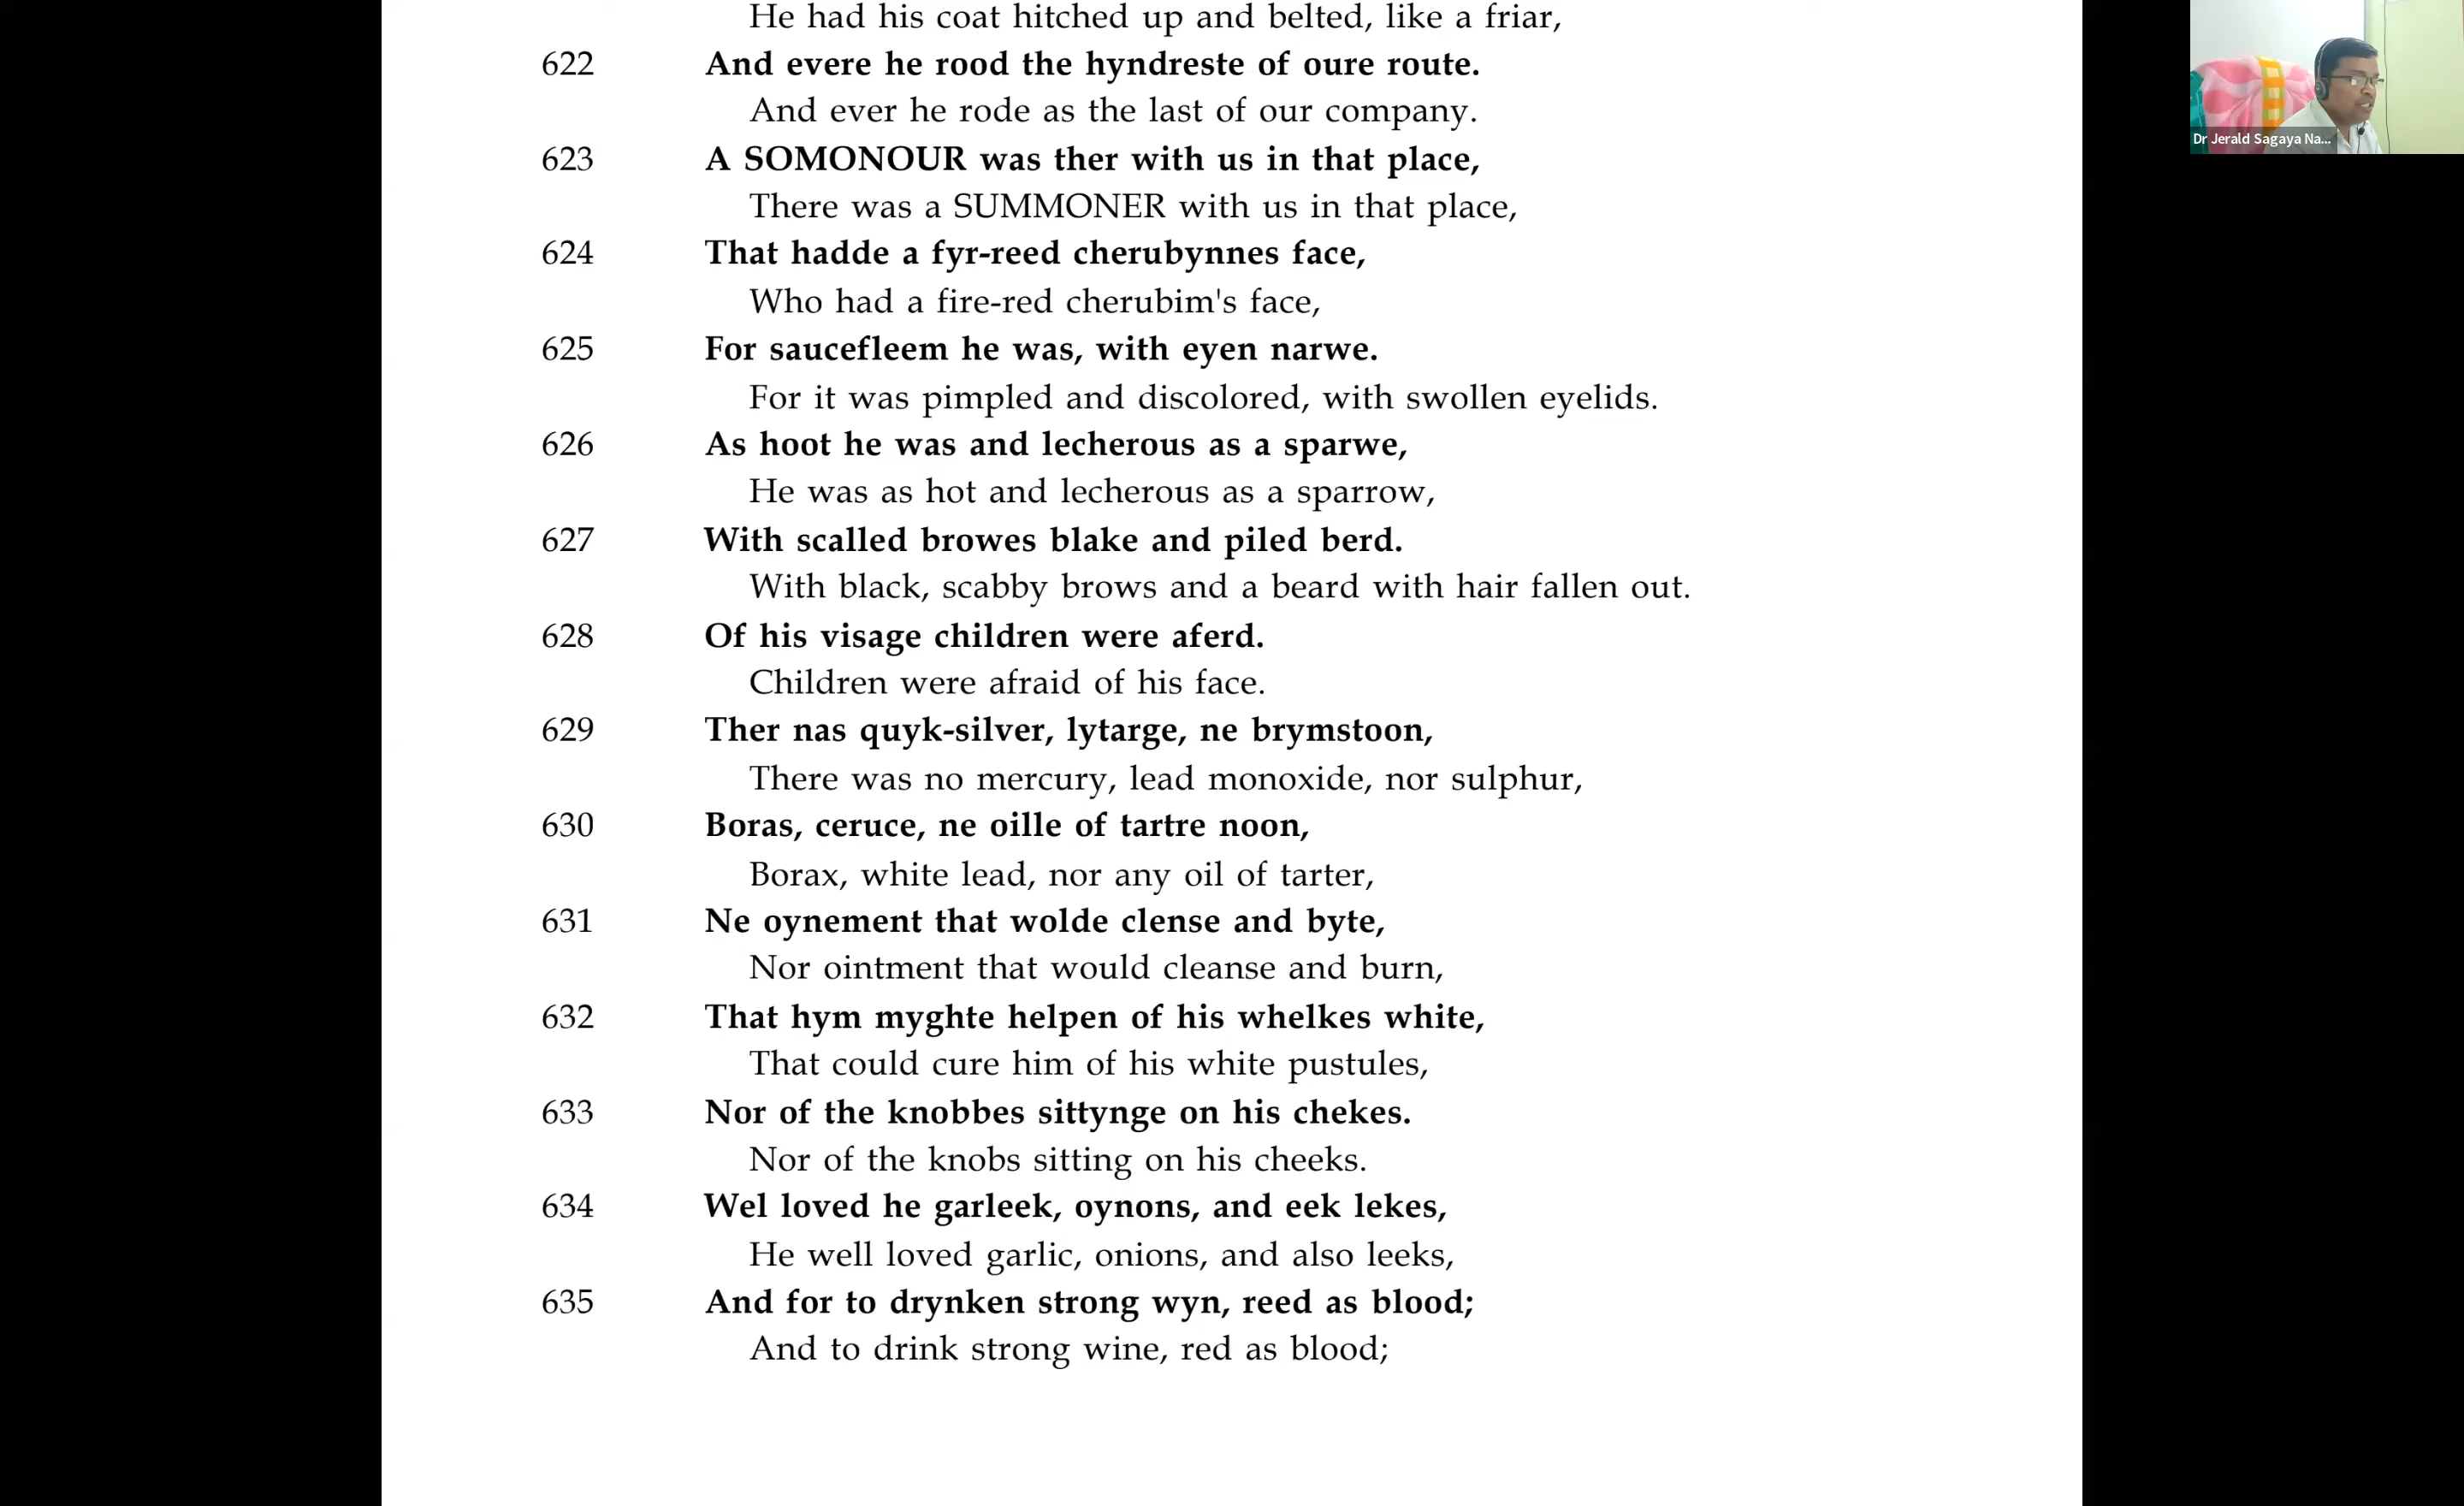 He had his coat hitched up and belted, like a friar,
622 And evere he rood the hyndreste of oure route.
And ever he rode as the last of our company.
623 A SOMONOUR was ther with us in that place,
There was a SUMMONER with us in that place,
624 That hadde a fyr-reed cherubynnes face,
Who had a fire-red cherubim's face,
625 For saucefleem he was, with eyen narwe.
For it was pimpled and discolored, with swollen eyelids.
626 As hoot he was and lecherous as a sparwe,
He was as hot and lecherous as a sparrow,
627 With scalled browes blake and piled berd.
With black, scabby brows and a beard with hair fallen out.
628 Of his visage children were aferd.
Children were afraid of his face.
629 Ther nas quyk-silver, lytarge, ne brymstoon,
There was no mercury, lead monoxide, nor sulphur,
630 Boras, ceruce, ne oille of tartre noon,
Borax, white lead, nor any oil of tarter,
631 Ne oynement that wolde clense and byte,
Nor ointment that would cleanse and burn,
632 That hym myghte helpen of his whelkes white,
That could cure him of his white pustules,
633 Nor of the knobbes sittynge on his chekes.
Nor of the knobs sitting on his cheeks.
634 Wel loved he garleek, oynons, and eek lekes,
He well loved garlic, onions, and also leeks,
635 And for to drynken strong wyn, reed as blood;
And to drink strong wine, red as blood;
Dr Jerald Sagaya Na...